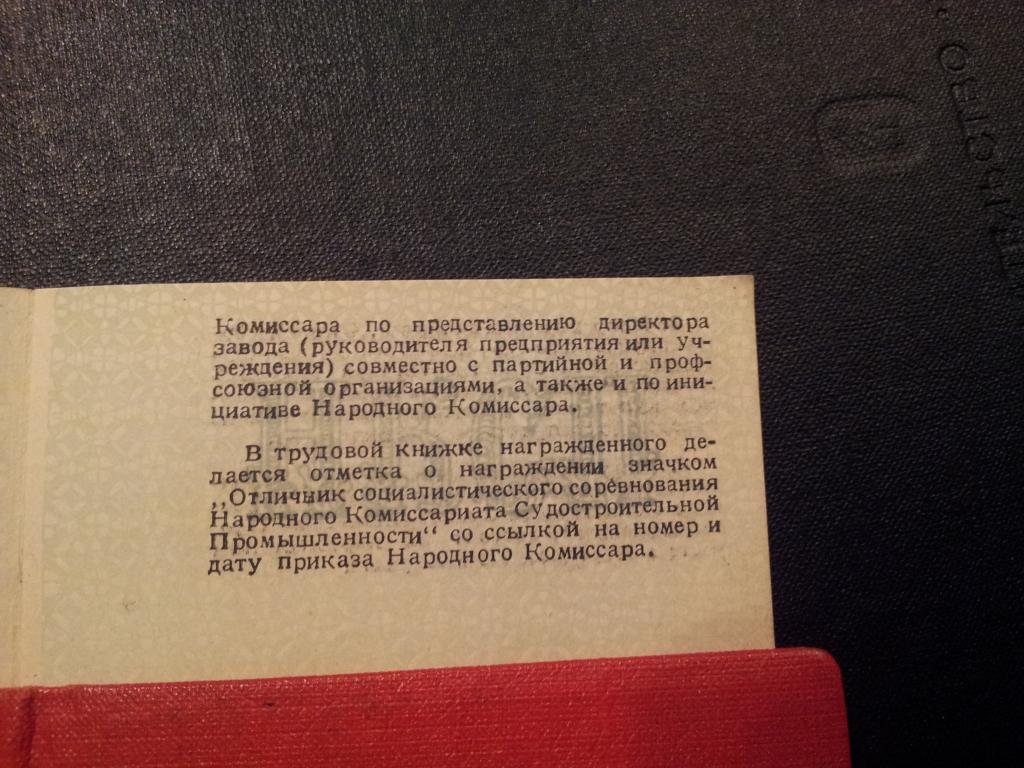 Комиссара по представлению директора
завода (руководителя предприятия или уч-
реждения) совместно с партийной и проф-
союзной организациями, а также и по ини-
циативе Народного Комиссара.
В трудовой книжке награжденного де-
лается отметка о награждении значком
„Отличник социалистического соревнования
Народного Комиссариата Судостроительной
Промышленности“ со ссылкой на номер и
дату приказа Народного Комиссара.